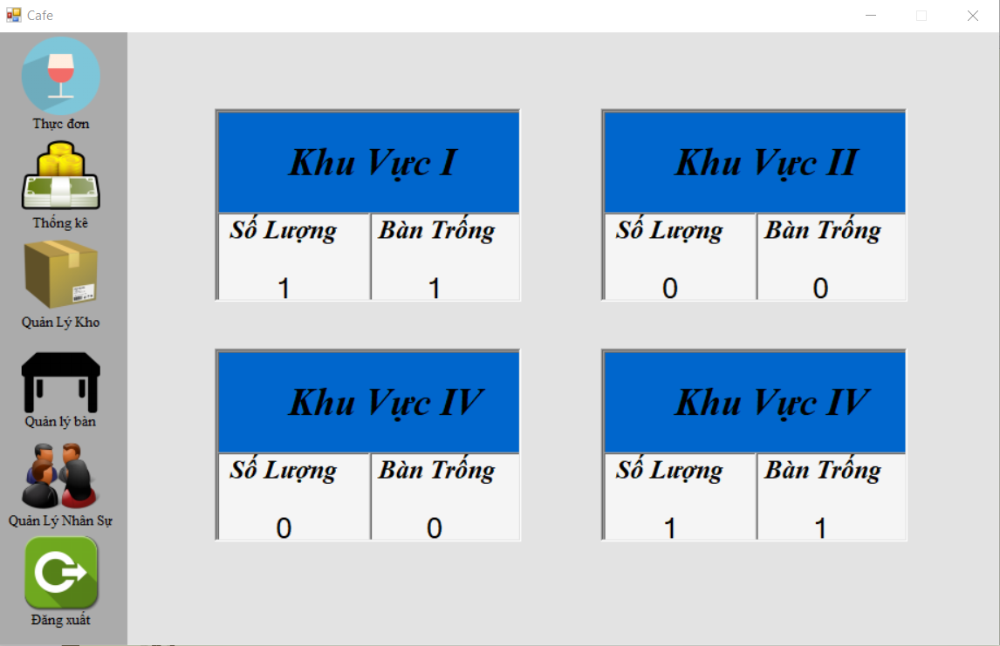 Cafe
Thực đơn
Thống kê
Quản Lý Kho
Quản lý bàn
Quản Lý Nhân Sự
Đăng xuất
Khu Vực I
Số Lượng Bàn Trống
1 1
Khu Vực II
Số Lượng Bàn Trống
0 0
Khu Vực IV
Số Lượng Bàn Trống
0 0
Khu Vực IV
Số Lượng Bàn Trống
1 1